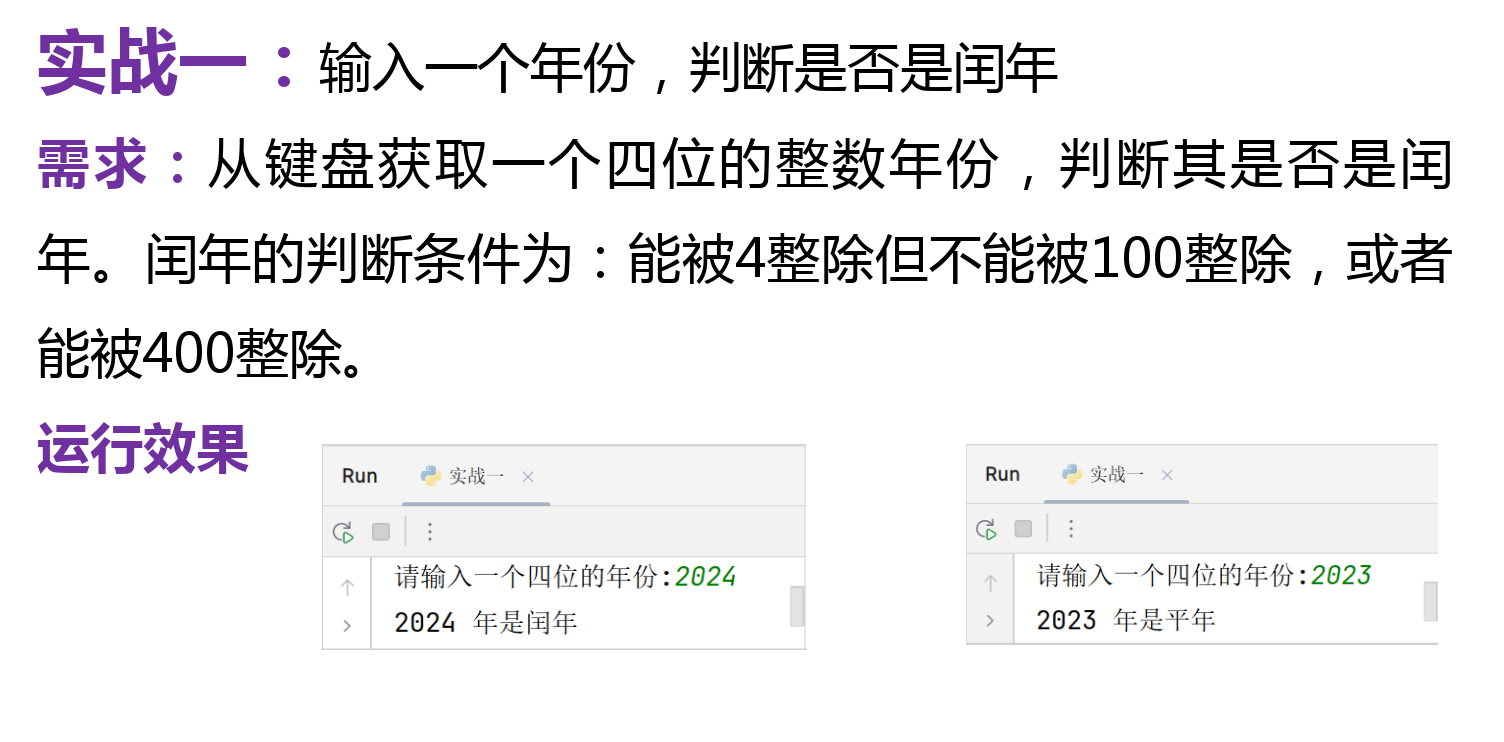 实战一：输入一个年份，判断是否是闰年
需求：从键盘获取一个四位的整数年份，判断其是否是闰
年。闰年的判断条件为：能被4整除但不能被100整除，或者
能被400整除。
运行效果
Run 实战一 ×
请输入一个四位的年份:2024
2024 年是闰年
Run 实战一 ×
请输入一个四位的年份:2023
2023 年是平年